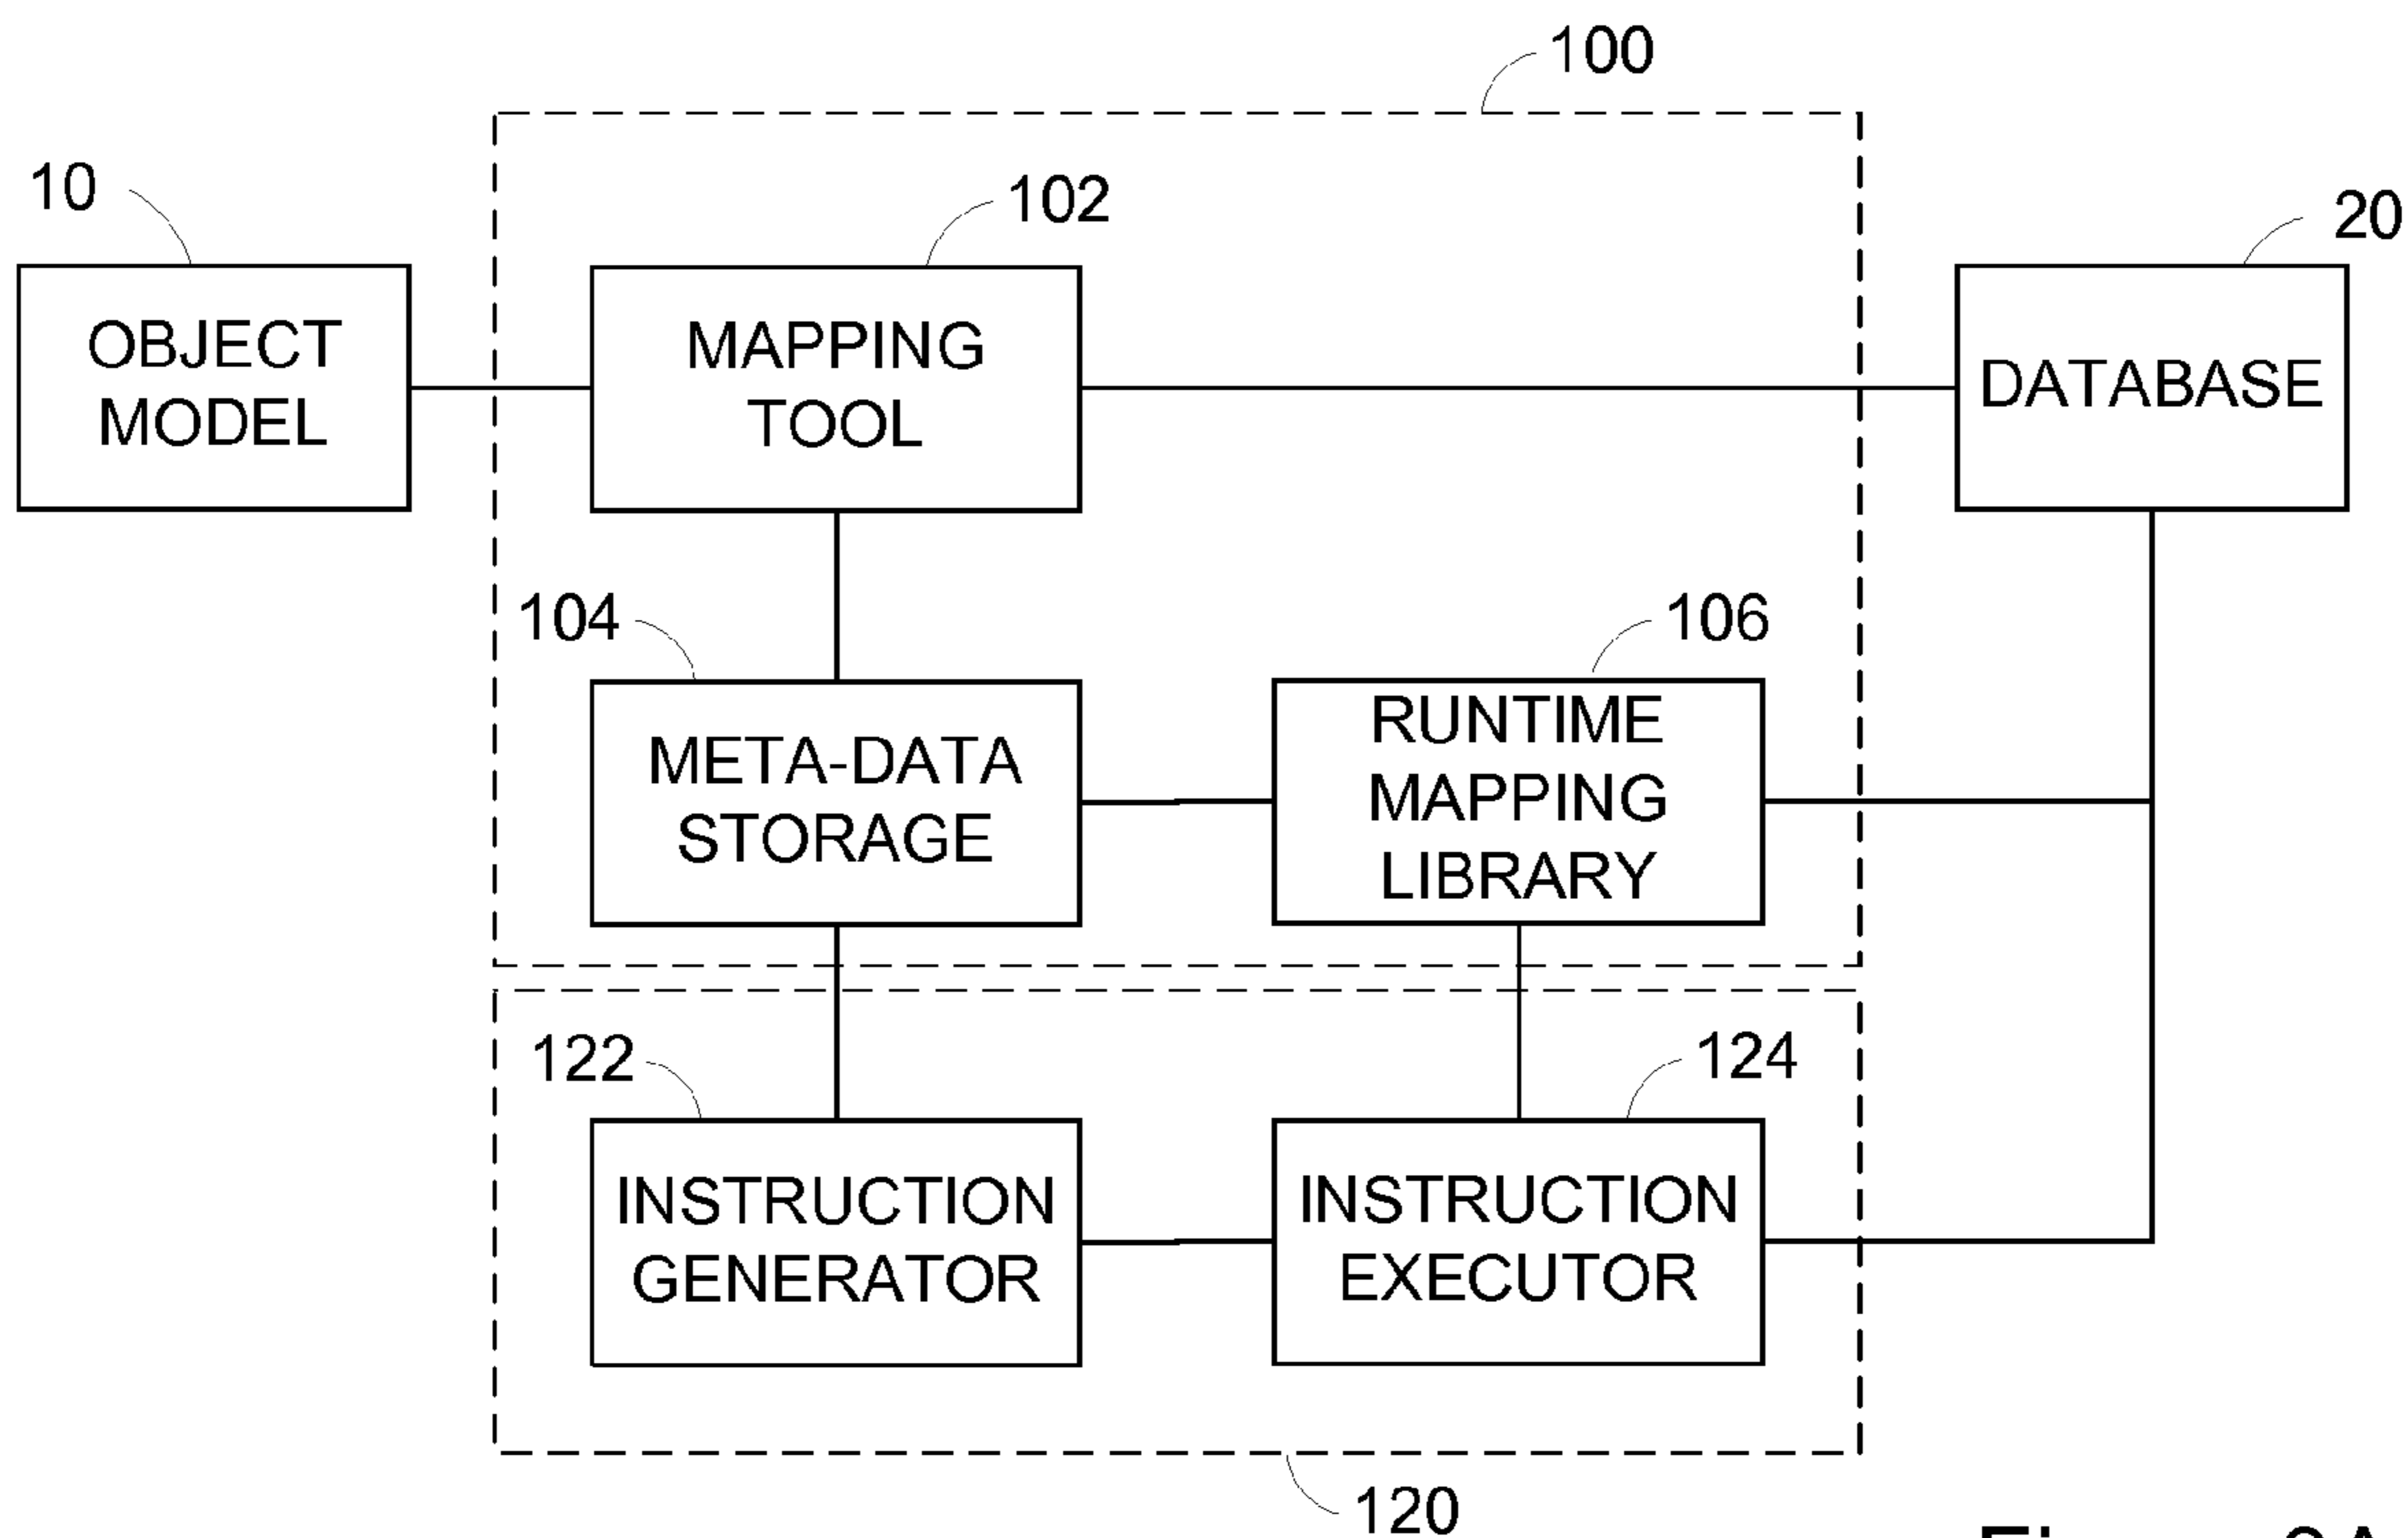 100
10
102
20
OBJECT
MODEL
MAPPING
TOOL
DATABASE
104
106
META-DATA
STORAGE
RUNTIME
MAPPING
LIBRARY
122
124
INSTRUCTION
GENERATOR
INSTRUCTION
EXECUTOR
120